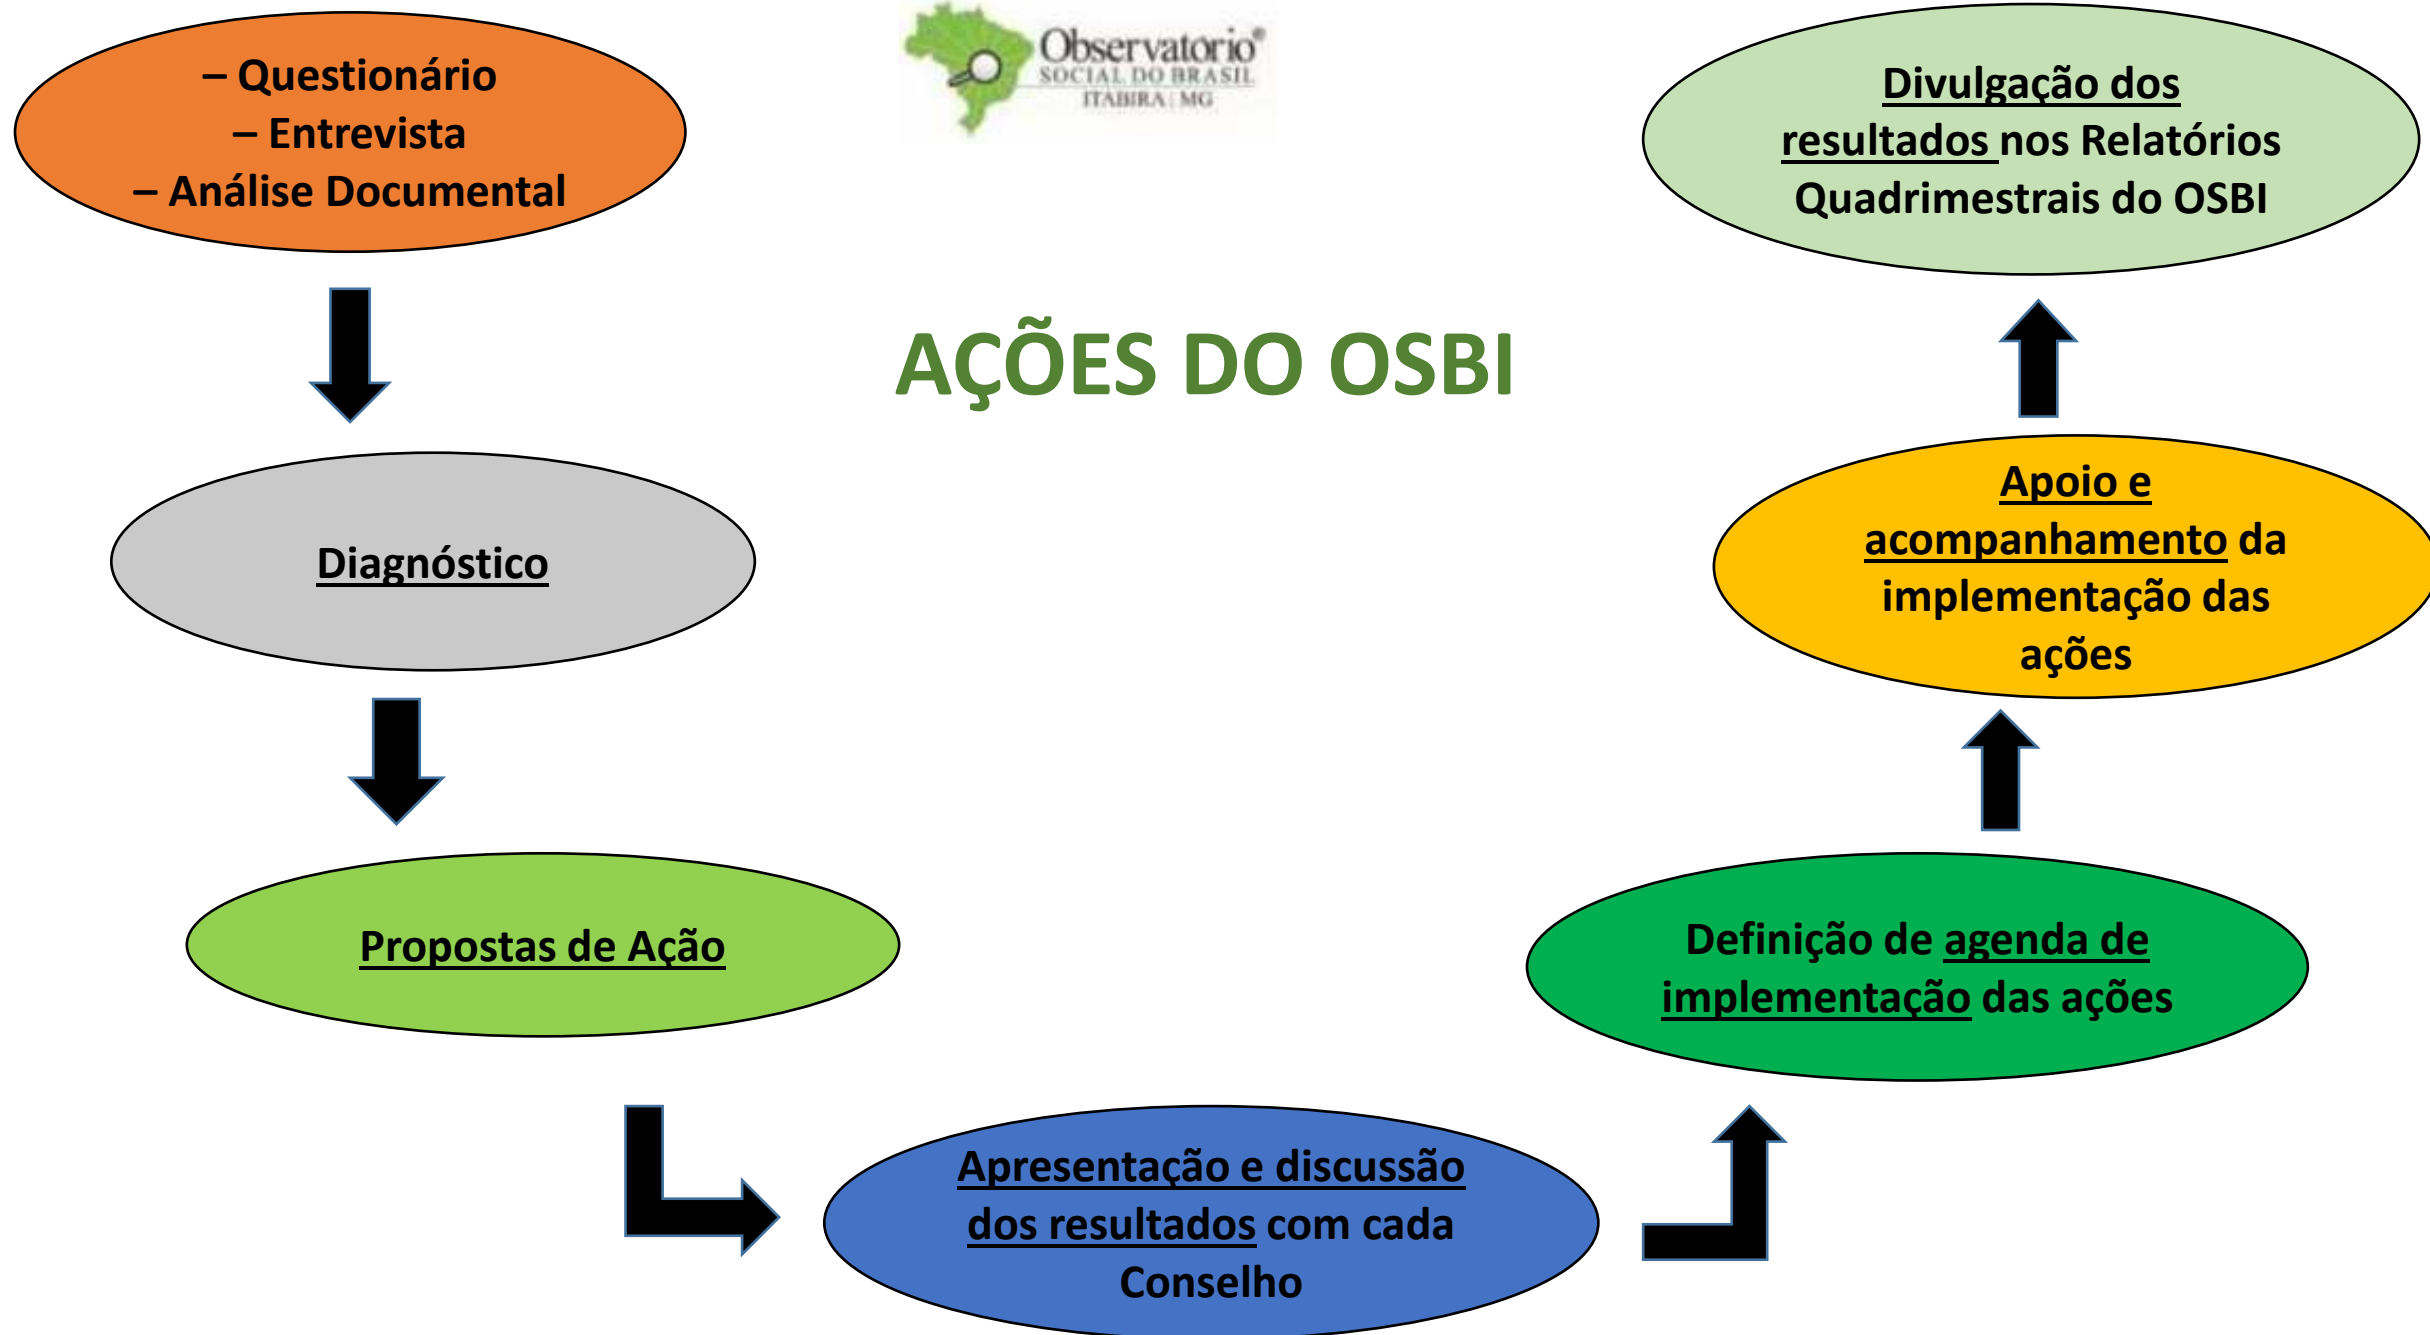 – Questionário
– Entrevista
– Análise Documental
Observatório®
SOCIAL DO BRASIL
ITABIRA | MG
Divulgação dos
resultados nos Relatórios
Quadrimestrais do OSBI
AÇÕES DO OSBI
Diagnóstico
Apoio e
acompanhamento da
implementação das
ações
Propostas de Ação
Definição de agenda de
implementação das ações
Apresentação e discussão
dos resultados com cada
Conselho